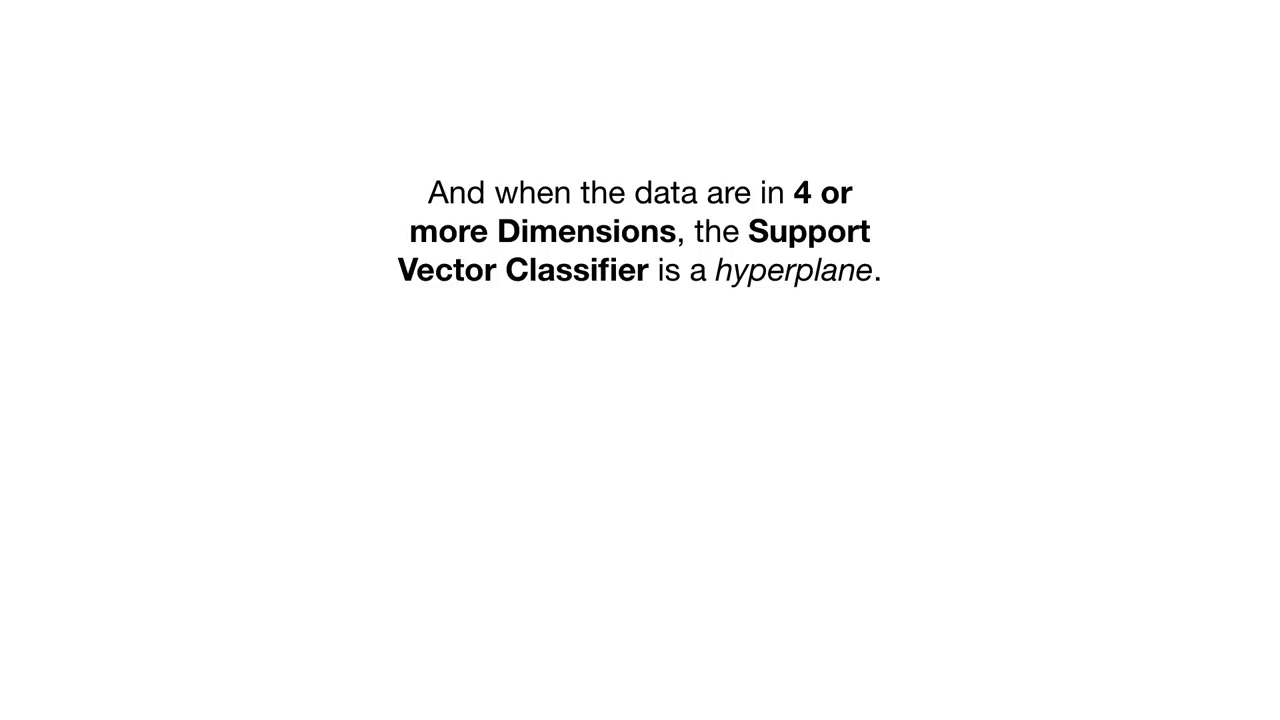 And when the data are in 4 or
more Dimensions, the Support
Vector Classifier is a hyperplane.